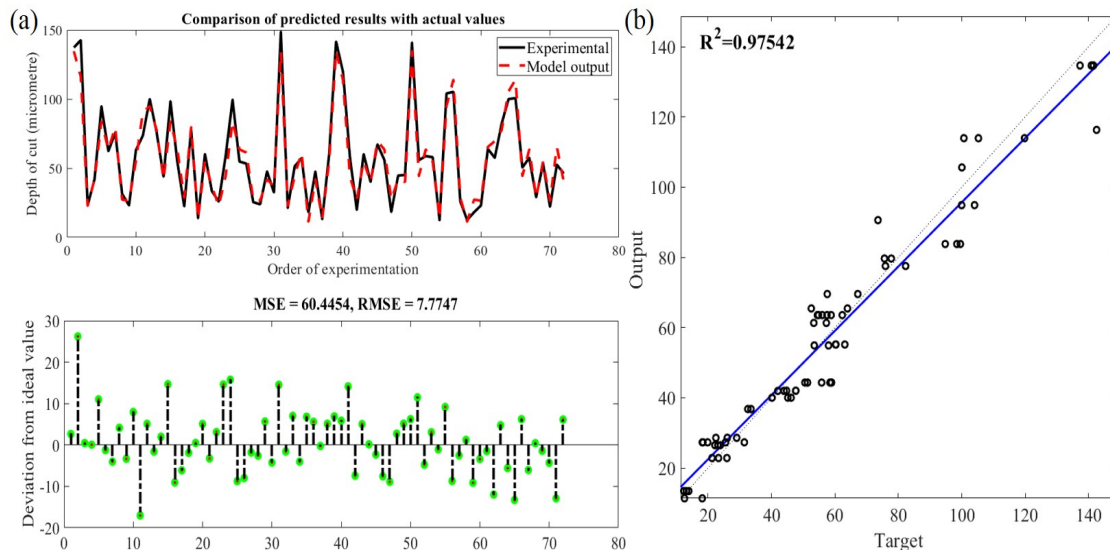 (a)
Comparison of predicted results with actual values
Depth of cut (micrometre)
150
100
50
0
Experimental
Model output
0 10 20 30 40 50 60 70 80
Order of experimentation
MSE = 60.4454, RMSE = 7.7747
Deviation from ideal value
30
20
10
0
-10
-20
0 10 20 30 40 50 60 70 80
(b)
R²=0.97542
Output
140
120
100
80
60
40
20
20 40 60 80 100 120 140
Target